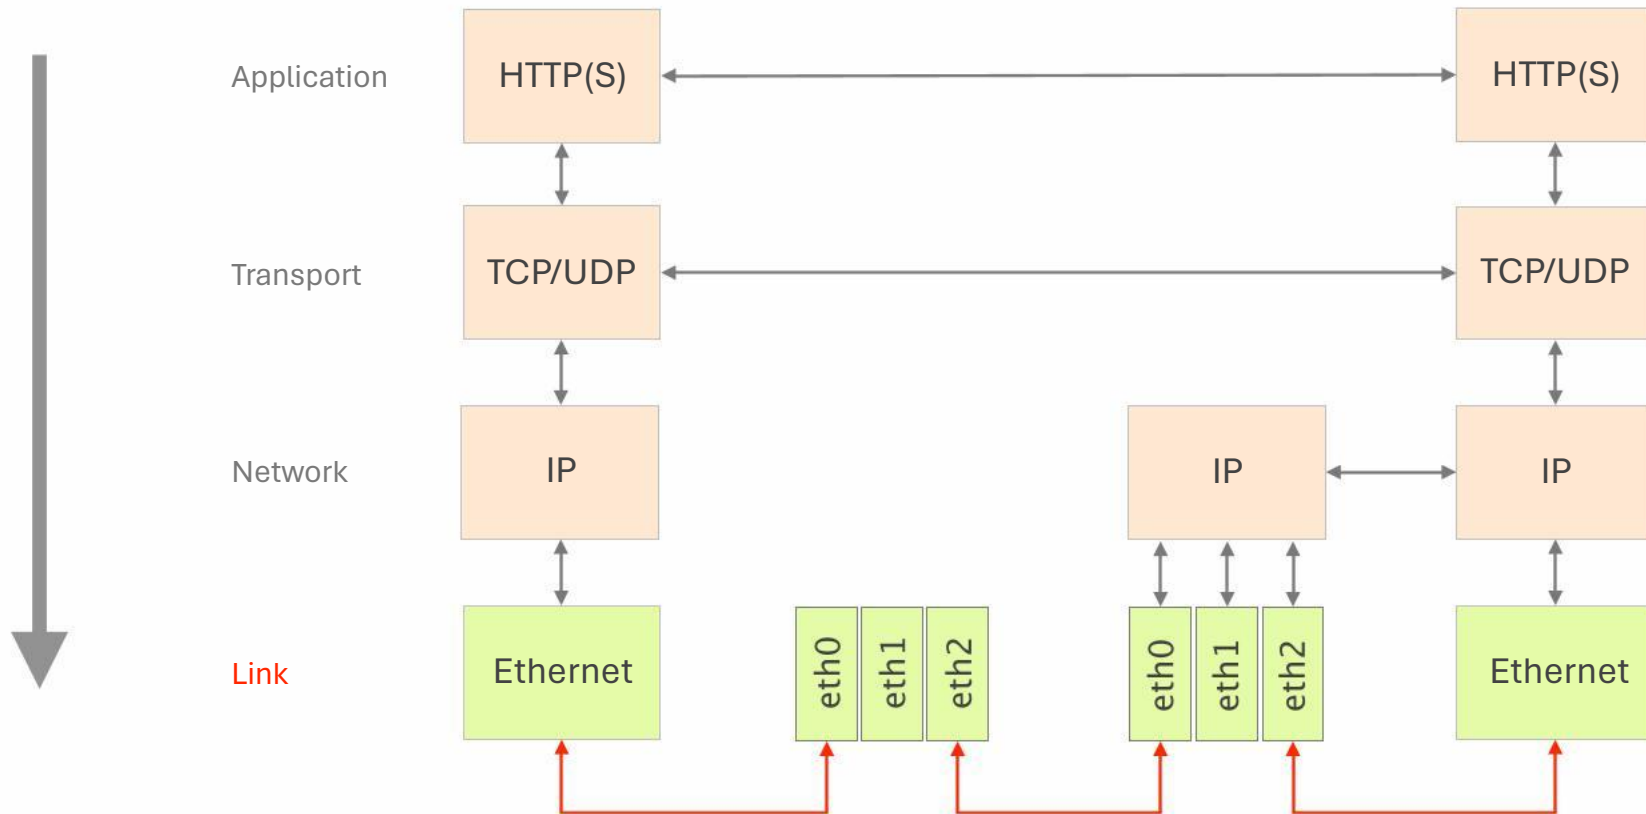 Application
HTTP(S)
HTTP(S)
Transport
TCP/UDP
TCP/UDP
Network
IP
IP
IP
Link
Ethernet
eth0
eth1
eth2
eth0
eth1
eth2
Ethernet